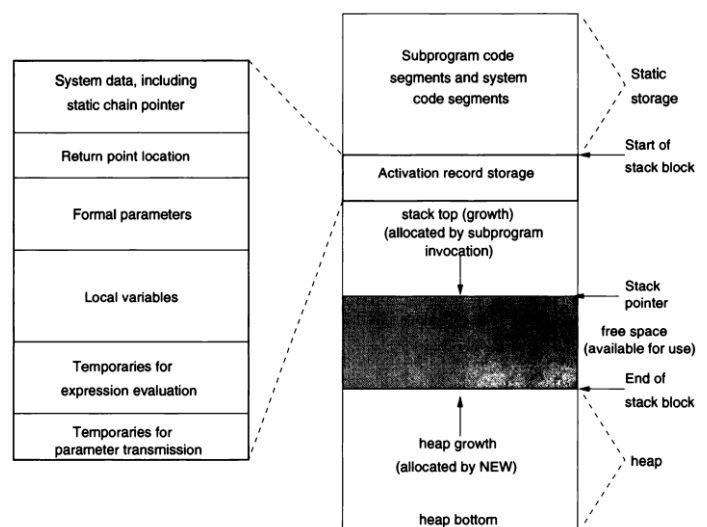 System data, including
static chain pointer
Return point location
Formal parameters
Local variables
Temporaries for
expression evaluation
Temporaries for
parameter transmission
Subprogram code
segments and system
code segments
Activation record storage
stack top (growth)
(allocated by subprogram
invocation)
heap growth
(allocated by NEW)
heap bottom
Static
storage
Start of
stack block
Stack
pointer
free space
(available for use)
End of
stack block
heap